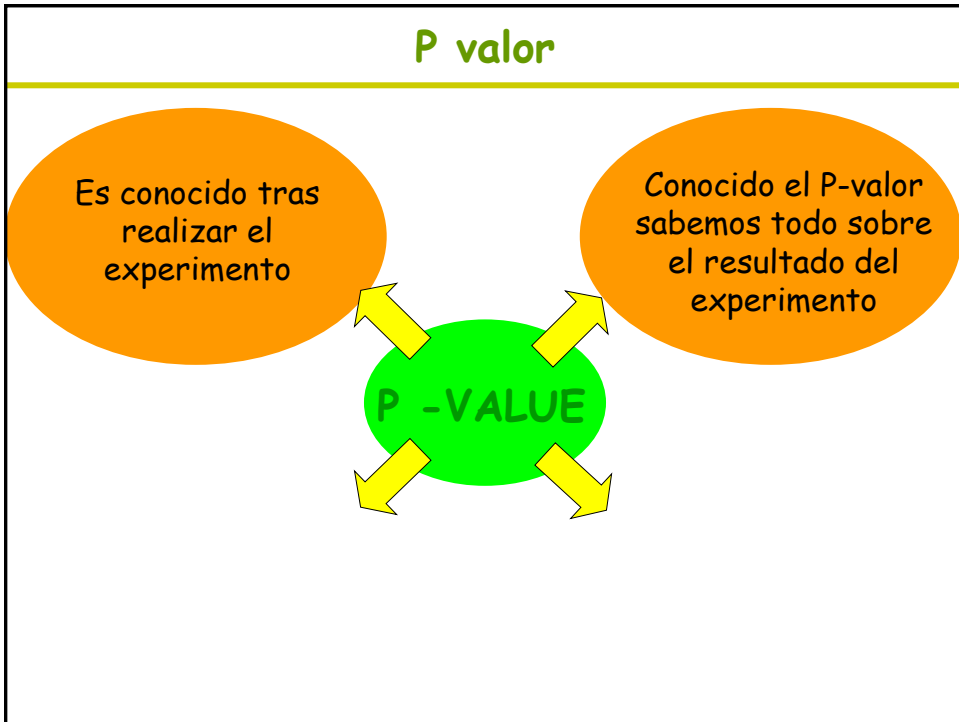 P valor
Es conocido tras
realizar el
experimento
Conocido el P-valor
sabemos todo sobre
el resultado del
experimento
P -VALUE